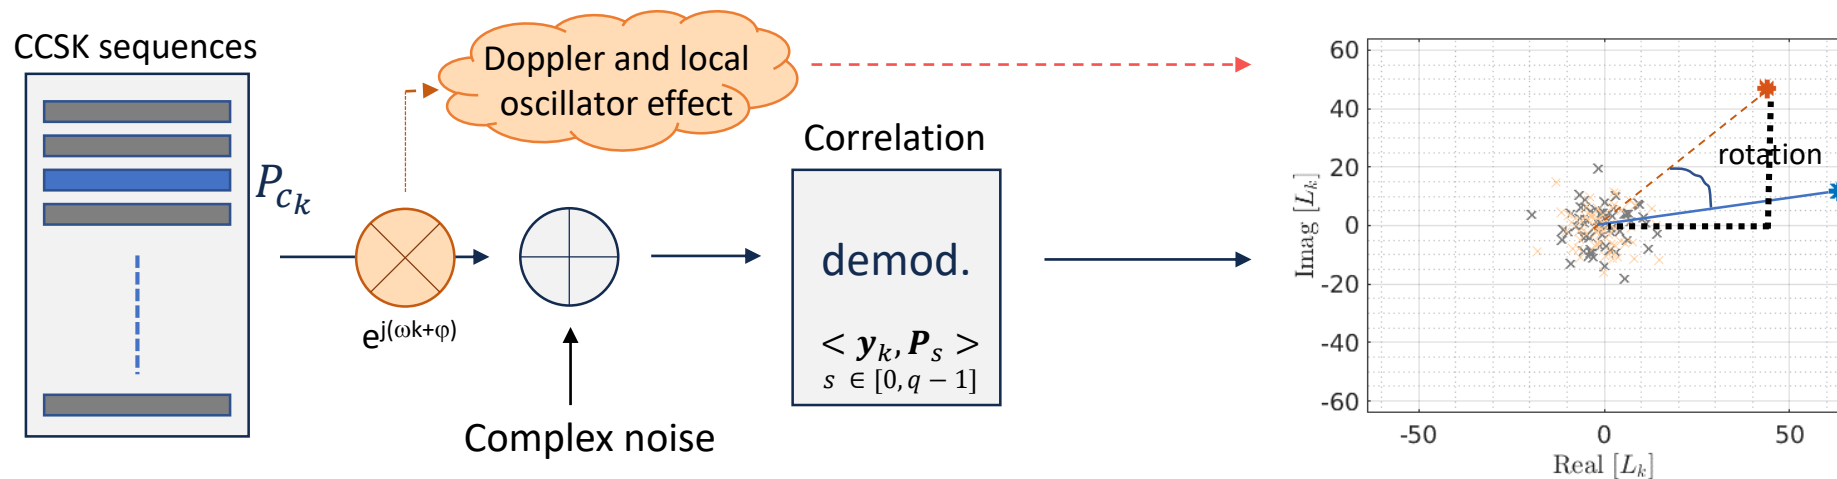 CCSK sequences
P_{c_k}
Doppler and local
oscillator effect
e^{j(ωk+φ)}
Complex noise
Correlation
demod.
< y_k, P_s >
s ∈ [0, q − 1]
60
40
20
0
-20
-40
-60
Imag [L_k]
rotation
-50
0
50
Real [L_k]